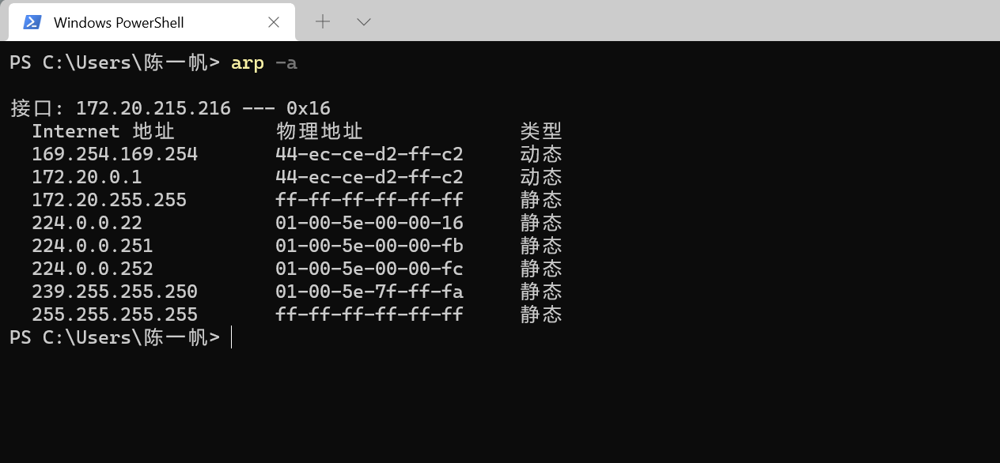 Windows PowerShell
PS C:\Users\陈一帆> arp -a
接口: 172.20.215.216 --- 0x16
Internet 地址 物理地址 类型
169.254.169.254 44-ec-ce-d2-ff-c2 动态
172.20.0.1 44-ec-ce-d2-ff-c2 动态
172.20.255.255 ff-ff-ff-ff-ff-ff 静态
224.0.0.22 01-00-5e-00-00-16 静态
224.0.0.251 01-00-5e-00-00-fb 静态
224.0.0.252 01-00-5e-00-00-fc 静态
239.255.255.250 01-00-5e-7f-ff-fa 静态
255.255.255.255 ff-ff-ff-ff-ff-ff 静态
PS C:\Users\陈一帆>